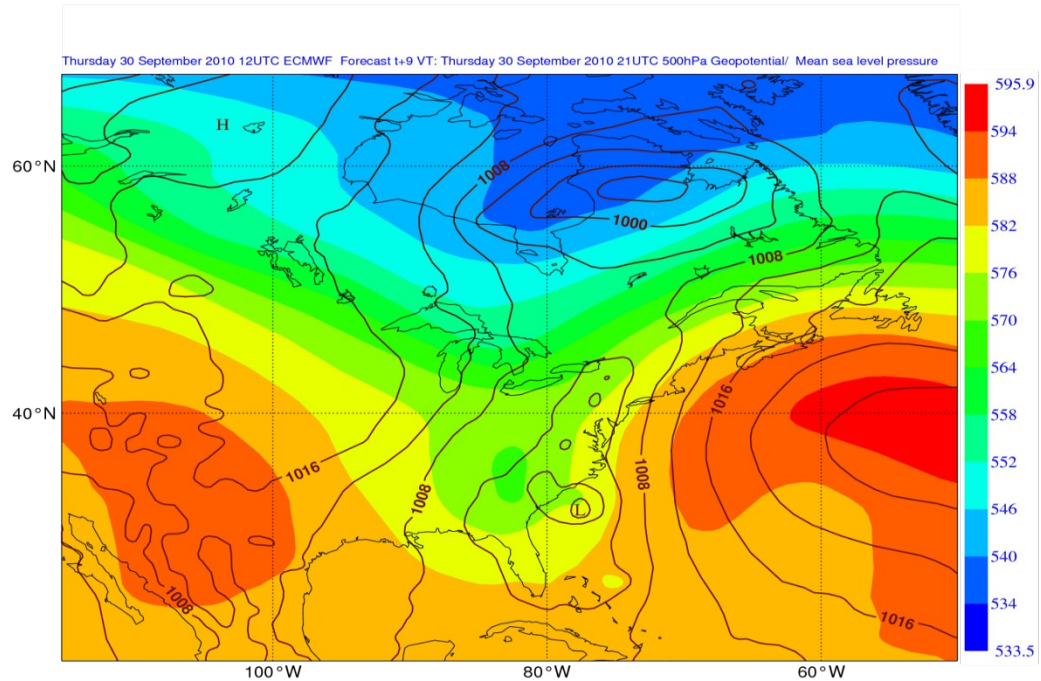 Thursday 30 September 2010 12UTC ECMWF  Forecast t+9 VT: Thursday 30 September 2010 21UTC 500hPa Geopotential/  Mean sea level pressure
595.9
594
588
582
576
570
564
558
552
546
540
534
533.5
60°N
40°N
100°W
80°W
60°W
H
1008
1000
1008
1016
1016
1008
1008
L
1008
1016